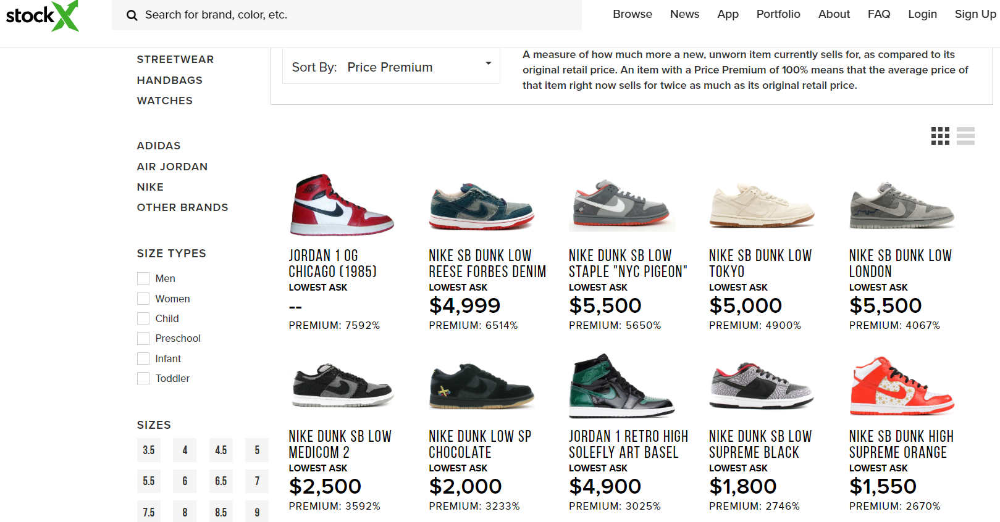 stockX
Search for brand, color, etc.
Browse News App Portfolio About FAQ Login Sign Up
STREETWEAR
HANDBAGS
WATCHES
ADIDAS
AIR JORDAN
NIKE
OTHER BRANDS
SIZE TYPES
Men
Women
Child
Preschool
Infant
Toddler
SIZES
3.5 4 4.5 5
5.5 6 6.5 7
7.5 8 8.5 9
Sort By: Price Premium
A measure of how much more a new, unworn item currently sells for, as compared to its
original retail price. An item with a Price Premium of 100% means that the average price of
that item right now sells for twice as much as its original retail price.
JORDAN 1 OG
CHICAGO (1985)
LOWEST ASK
--
PREMIUM: 7592%
NIKE SB DUNK LOW
REESE FORBES DENIM
LOWEST ASK
$4,999
PREMIUM: 6514%
NIKE DUNK SB LOW
STAPLE "NYC PIGEON"
LOWEST ASK
$5,500
PREMIUM: 5650%
NIKE SB DUNK LOW
TOKYO
LOWEST ASK
$5,000
PREMIUM: 4900%
NIKE SB DUNK LOW
LONDON
LOWEST ASK
$5,500
PREMIUM: 4067%
NIKE DUNK SB LOW
MEDICOM 2
LOWEST ASK
$2,500
PREMIUM: 3592%
NIKE DUNK LOW SP
CHOCOLATE
LOWEST ASK
$2,000
PREMIUM: 3233%
JORDAN 1 RETRO HIGH
SOLEFLY ART BASEL
LOWEST ASK
$4,900
PREMIUM: 3025%
NIKE DUNK SB LOW
SUPREME BLACK
LOWEST ASK
$1,800
PREMIUM: 2746%
NIKE SB DUNK HIGH
SUPREME ORANGE
LOWEST ASK
$1,550
PREMIUM: 2670%